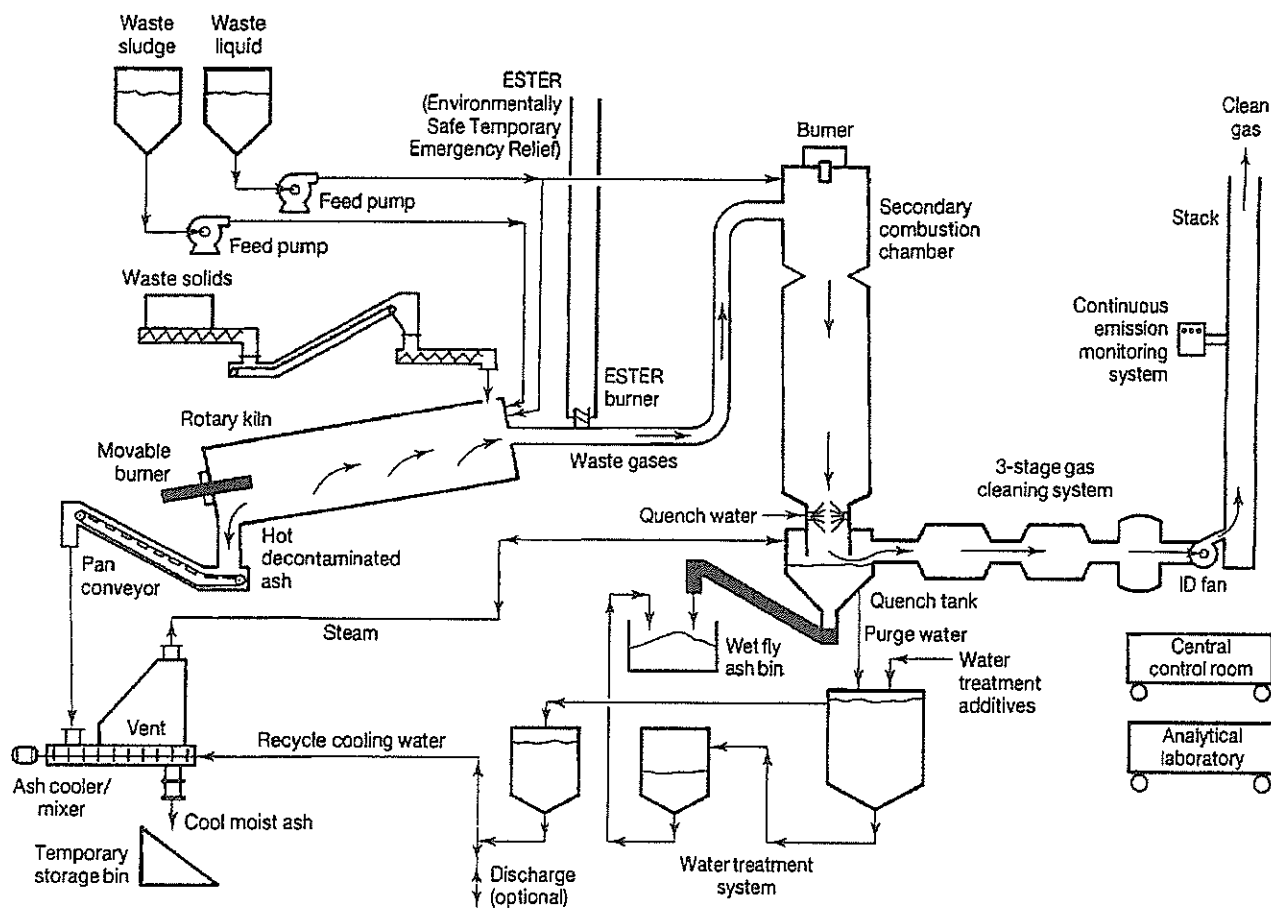 Waste
sludge
Waste
liquid
ESTER
(Environmentally
Safe Temporary
Emergency Relief)
Burner
Clean
gas
Feed pump
Feed pump
Secondary
combustion
chamber
Stack
Waste solids
Continuous
emission
monitoring
system
ESTER
burner
Rotary kiln
Movable
burner
Waste gases
3-stage gas
cleaning system
Quench water
Hot
decontaminated
ash
Pan
conveyor
ID fan
Quench tank
Steam
Purge water
Wet fly
ash bin
Water
treatment
additives
Central
control room
Vent
Recycle cooling water
Analytical
laboratory
Ash cooler/
mixer
Cool moist ash
Temporary
storage bin
Discharge
(optional)
Water treatment
system